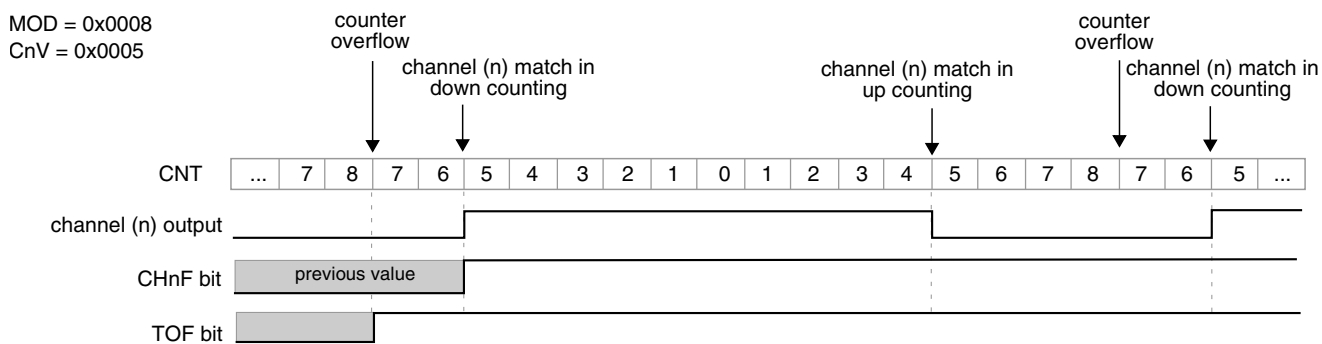 MOD = 0x0008
CnV = 0x0005
counter
overflow
channel (n) match in
down counting
channel (n) match in
up counting
counter
overflow
channel (n) match in
down counting
CNT ... 7 8 7 6 5 4 3 2 1 0 1 2 3 4 5 6 7 8 7 6 5 ...
channel (n) output
CHnF bit previous value
TOF bit